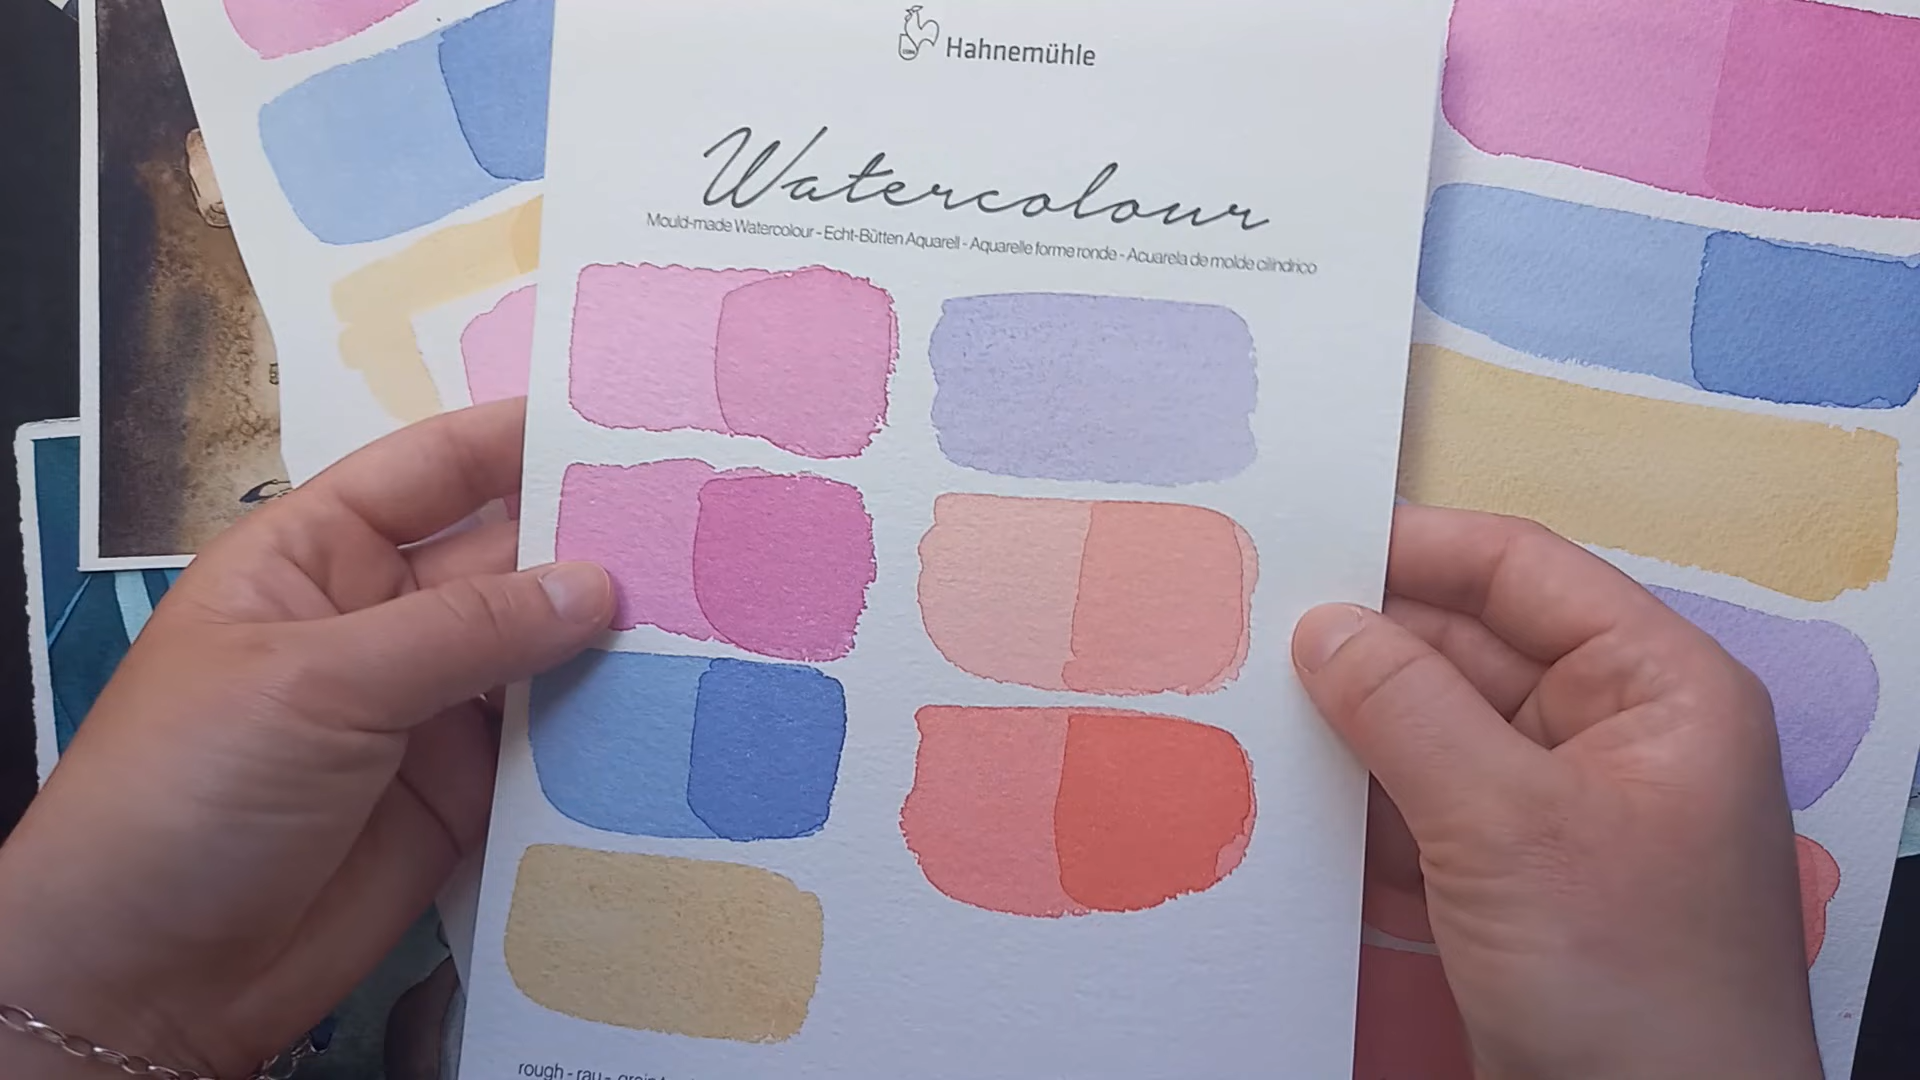 Hahnemühle
Watercolour
Mould-made Watercolour - Echt-Bütten Aquarell - Aquarelle forme ronde - Acuarela de molde cilíndrico
rough - rau -